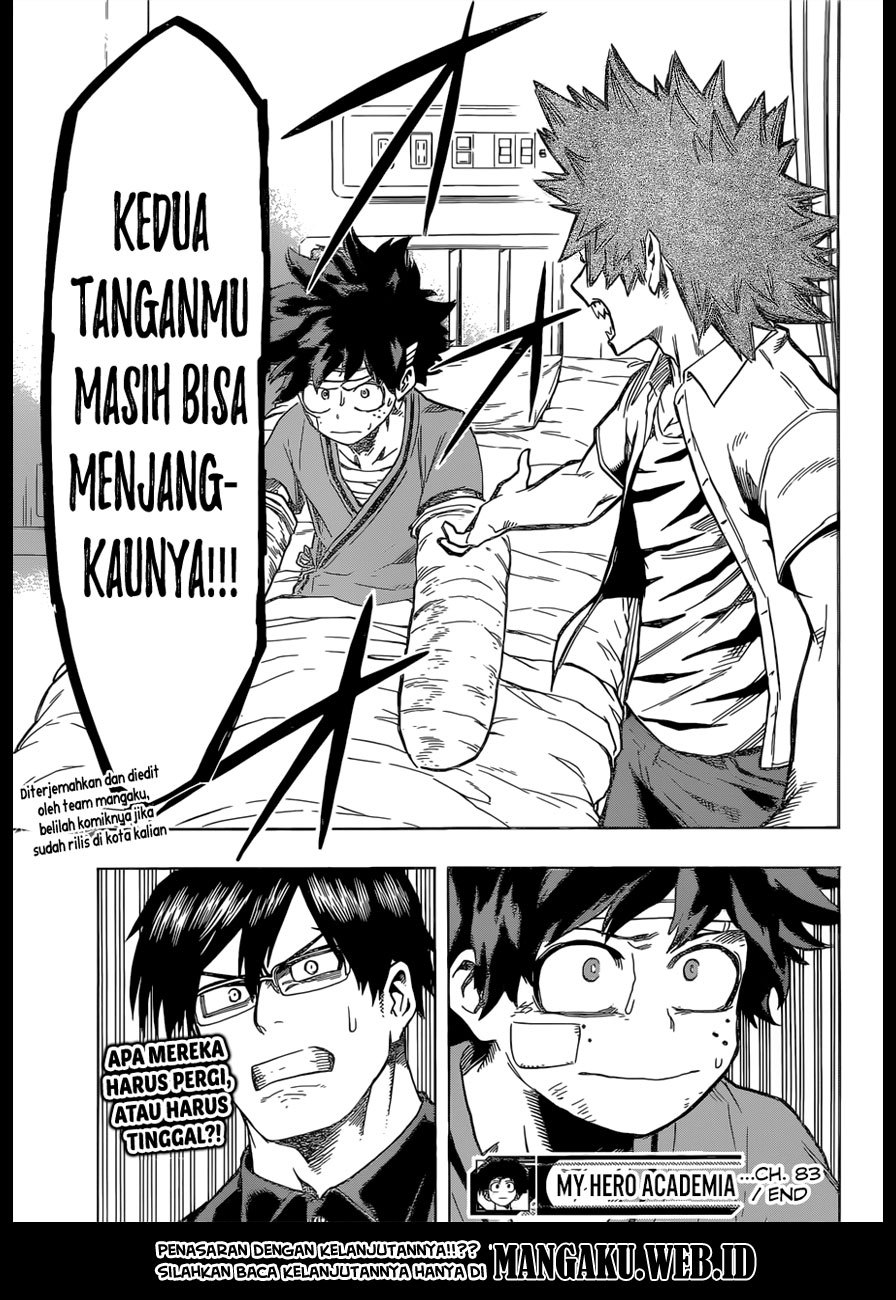 KEDUA
TANGANMU
MASIH BISA
MENJANG-
KAUNYA!!!
Diterjemahkan dan diedit
oleh team mangaku,
belilah komiknya jika
sudah rilis di kota kalian
APA MEREKA
HARUS PERGI,
ATAU HARUS
TINGGAL?!
MY HERO ACADEMIA
...CH. 83
/ END
PENASARAN DENGAN KELANJUTANNYA!!??
SILAHKAN BACA KELANJUTANNYA HANYA DI MANGAKU.WEB.ID